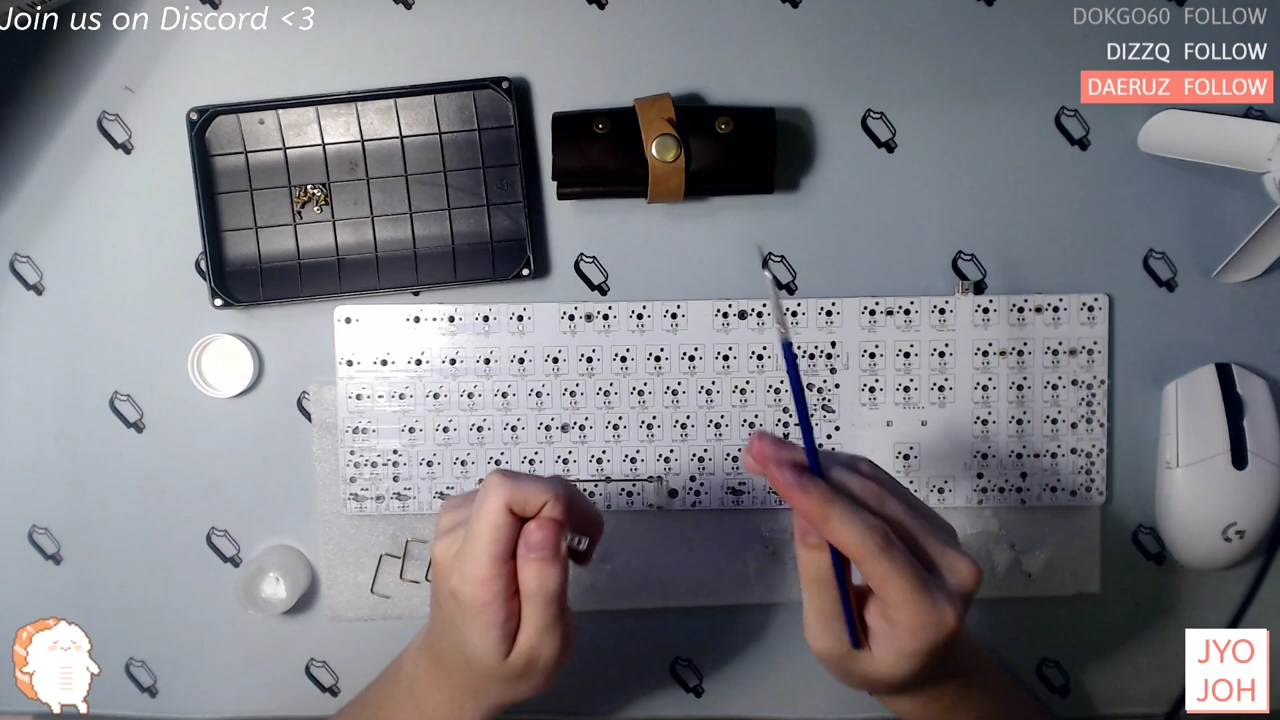 Join us on Discord <3
DOKGO60 FOLLOW
DIZZQ FOLLOW
DAERUZ FOLLOW
G
JYO
JOH